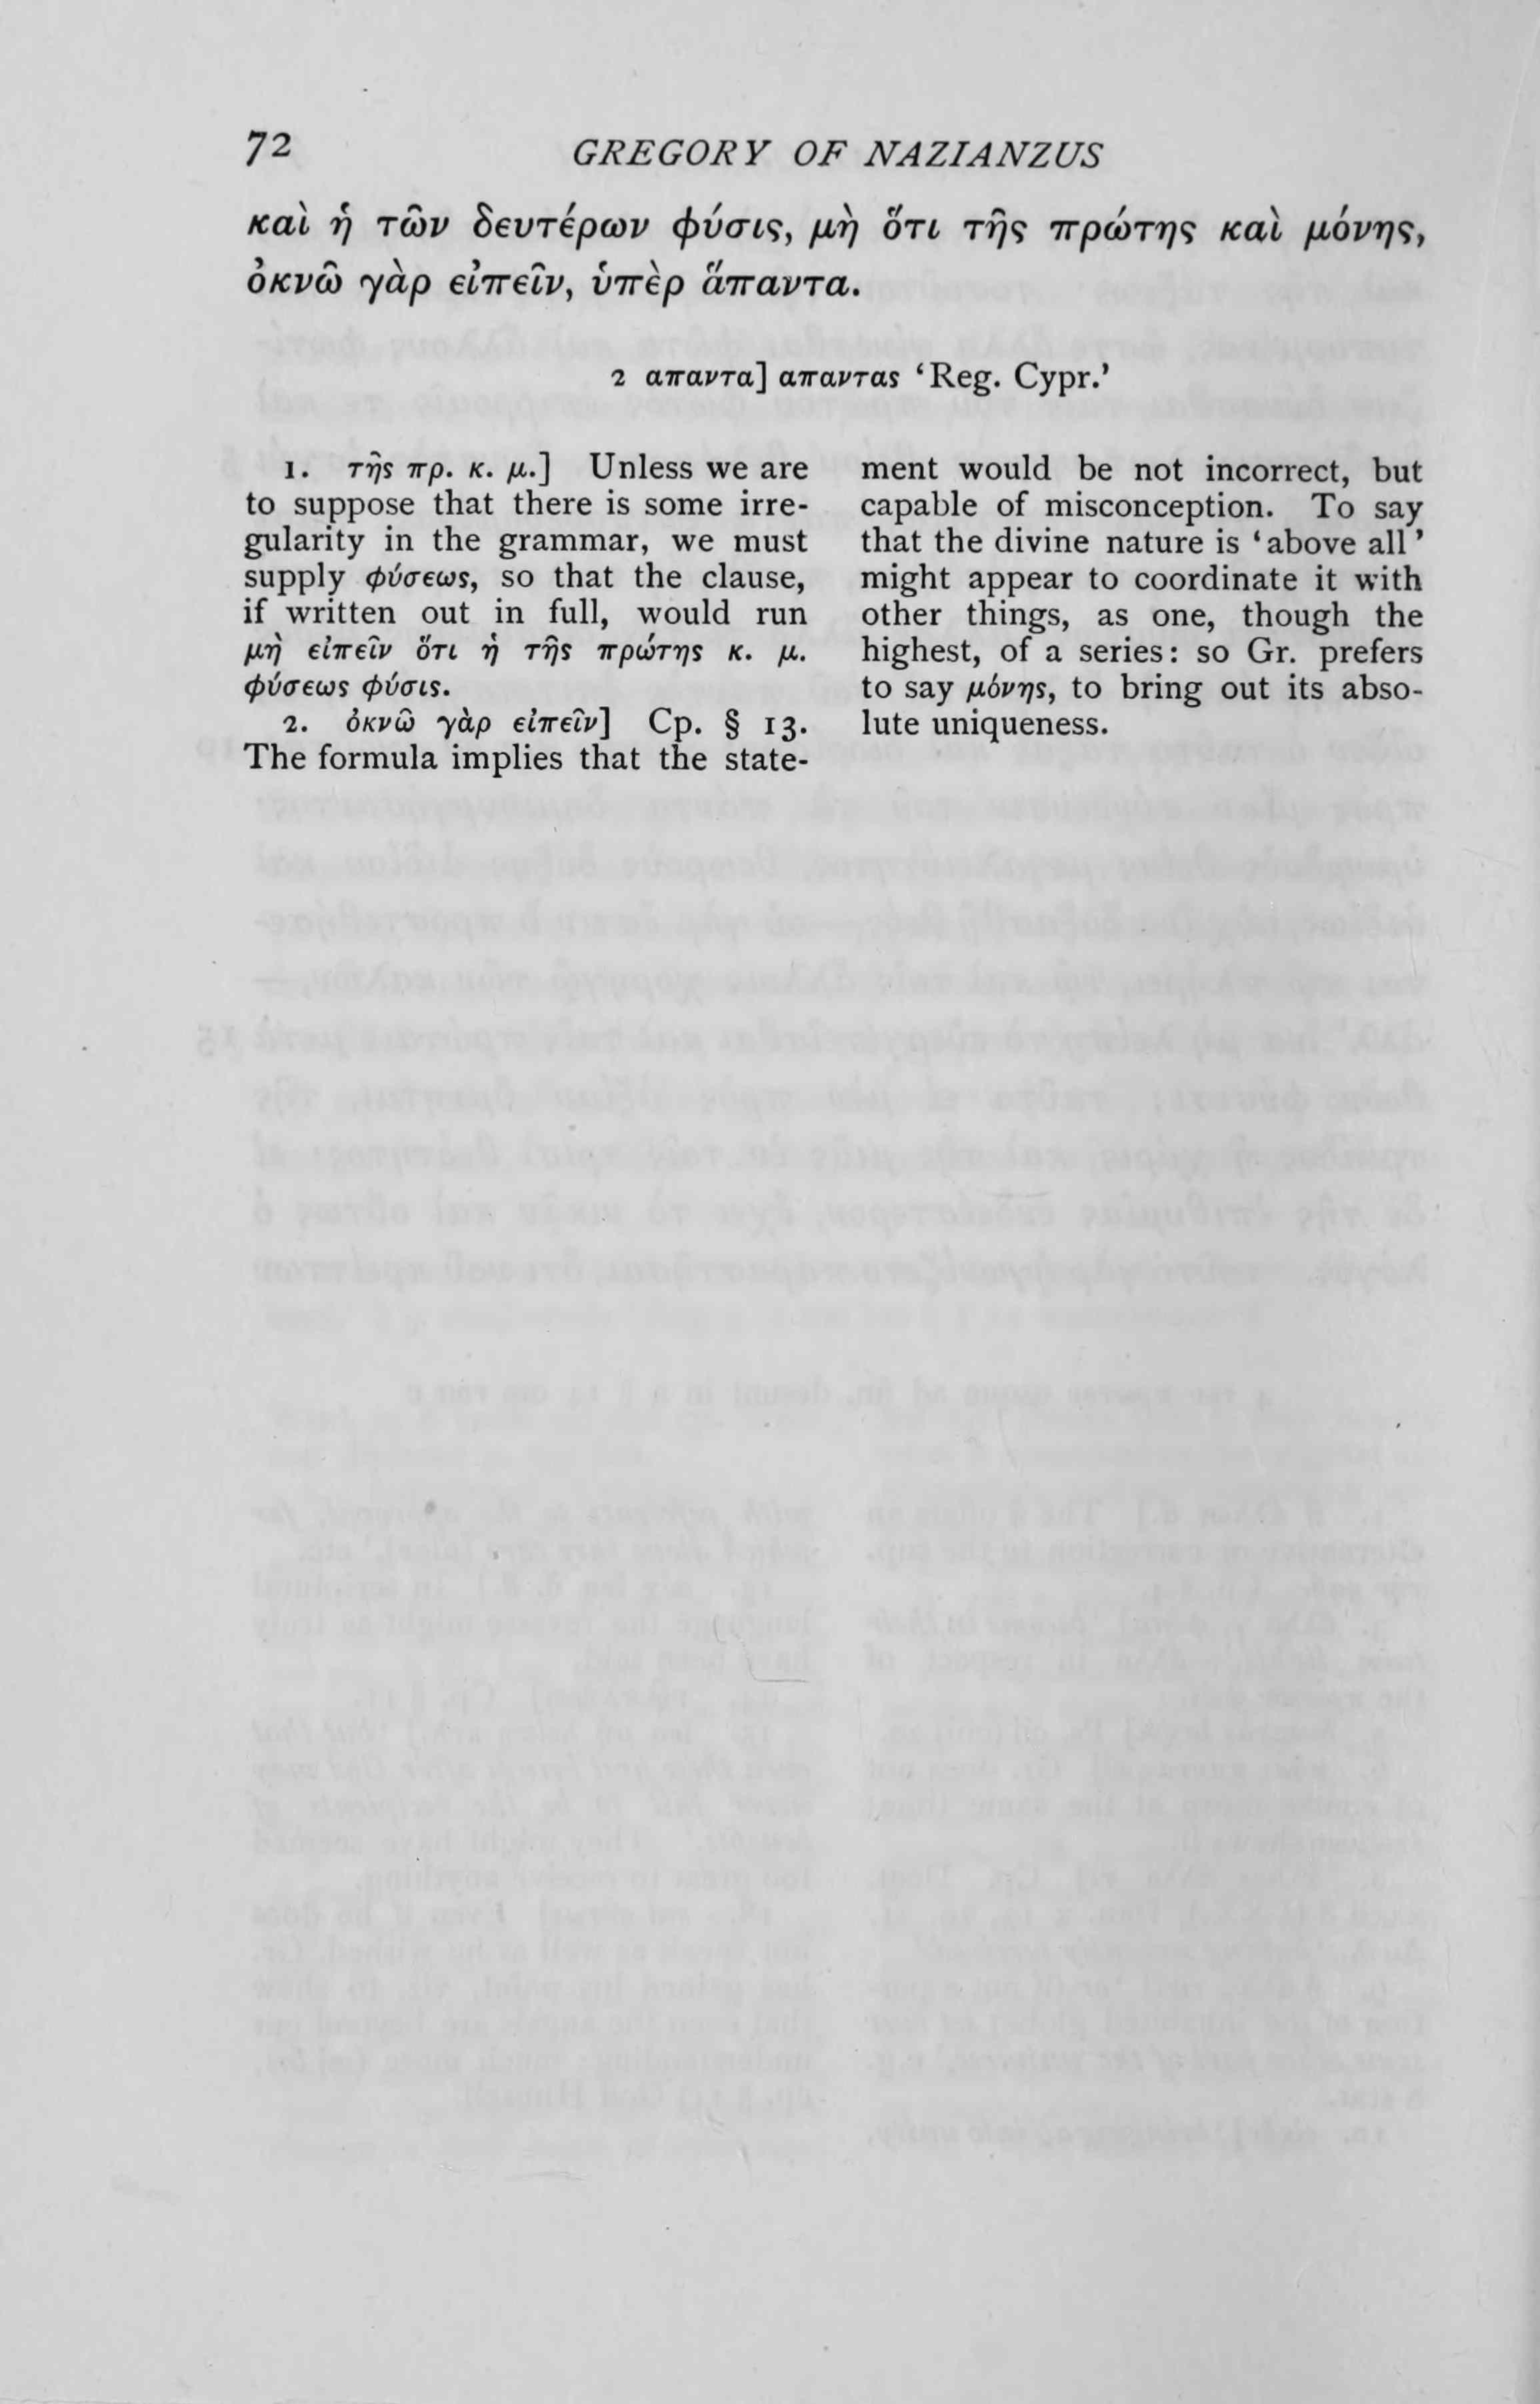 72 GREGORY OF NAZIANZUS
καὶ ἡ τῶν δευτέρων φύσις, μὴ ὅτι τῆς πρώτης καὶ μόνης,
ὀκνῶ γὰρ εἰπεῖν, ὑπὲρ ἅπαντα.
2 απαντα] απαντας ‘Reg. Cypr.’
1. τῆς πρ. κ. μ.] Unless we are
to suppose that there is some irre-
gularity in the grammar, we must
supply φύσεως, so that the clause,
if written out in full, would run
μὴ εἰπεῖν ὅτι ἡ τῆς πρώτης κ. μ.
φύσεως φύσις.
2. ὀκνῶ γὰρ εἰπεῖν] Cp. § 13.
The formula implies that the state-
ment would be not incorrect, but
capable of misconception. To say
that the divine nature is ‘above all’
might appear to coordinate it with
other things, as one, though the
highest, of a series: so Gr. prefers
to say μόνης, to bring out its abso-
lute uniqueness.